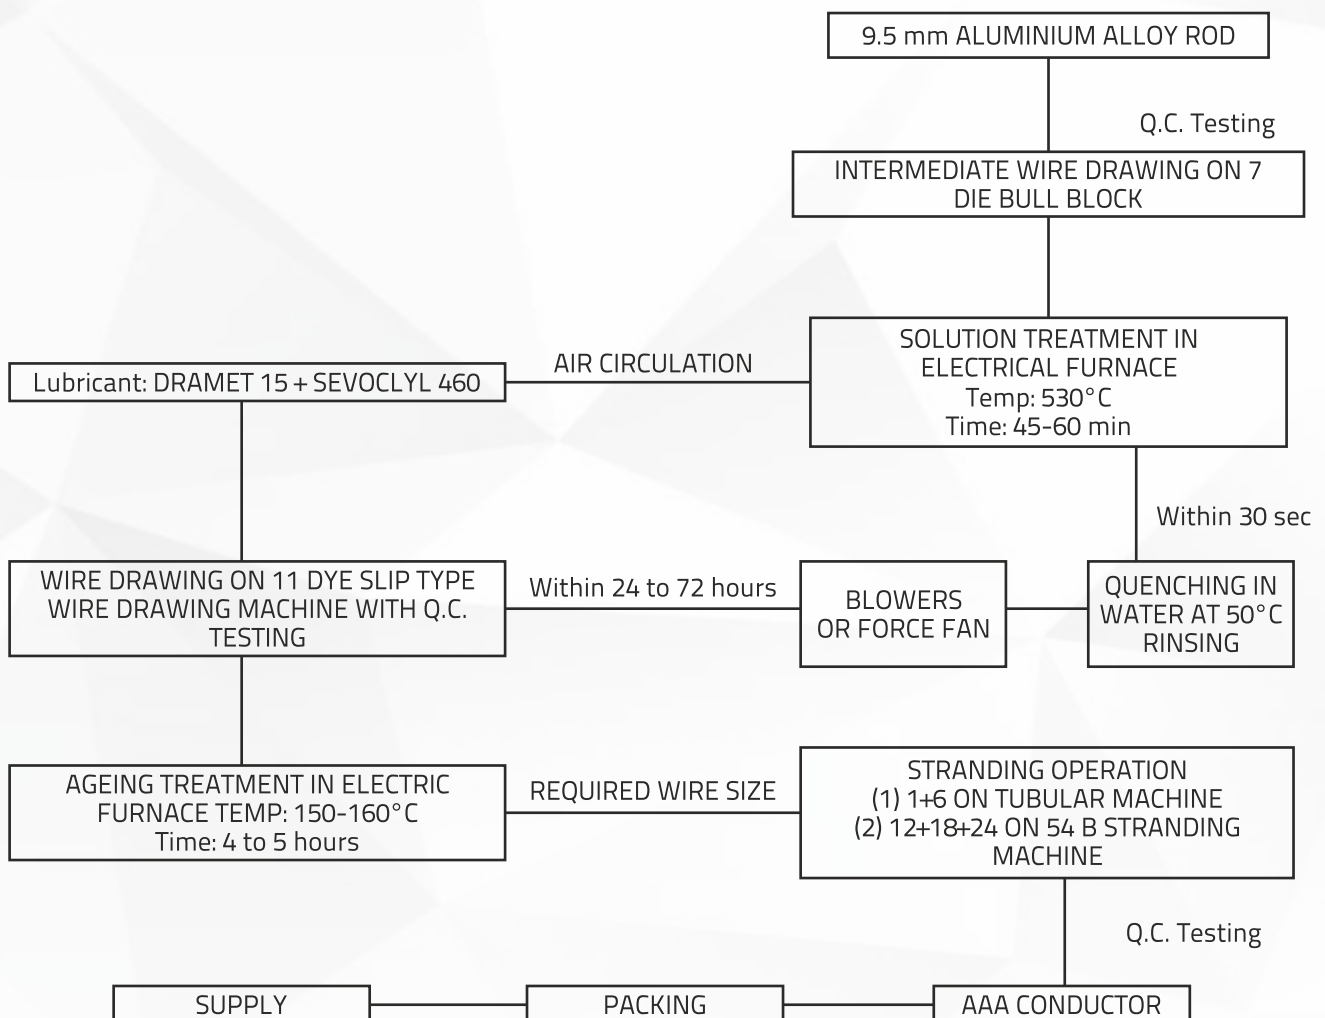 9.5 mm ALUMINIUM ALLOY ROD
Q.C. Testing
INTERMEDIATE WIRE DRAWING ON 7
DIE BULL BLOCK
SOLUTION TREATMENT IN
ELECTRICAL FURNACE
Temp: 530°C
Time: 45-60 min
AIR CIRCULATION
Lubricant: DRAMET 15 + SEVOCLYL 460
Within 30 sec
WIRE DRAWING ON 11 DYE SLIP TYPE
WIRE DRAWING MACHINE WITH Q.C.
TESTING
Within 24 to 72 hours
BLOWERS
OR FORCE FAN
QUENCHING IN
WATER AT 50°C
RINSING
AGEING TREATMENT IN ELECTRIC
FURNACE TEMP: 150-160°C
Time: 4 to 5 hours
REQUIRED WIRE SIZE
STRANDING OPERATION
(1) 1+6 ON TUBULAR MACHINE
(2) 12+18+24 ON 54 B STRANDING
MACHINE
Q.C. Testing
SUPPLY
PACKING
AAA CONDUCTOR